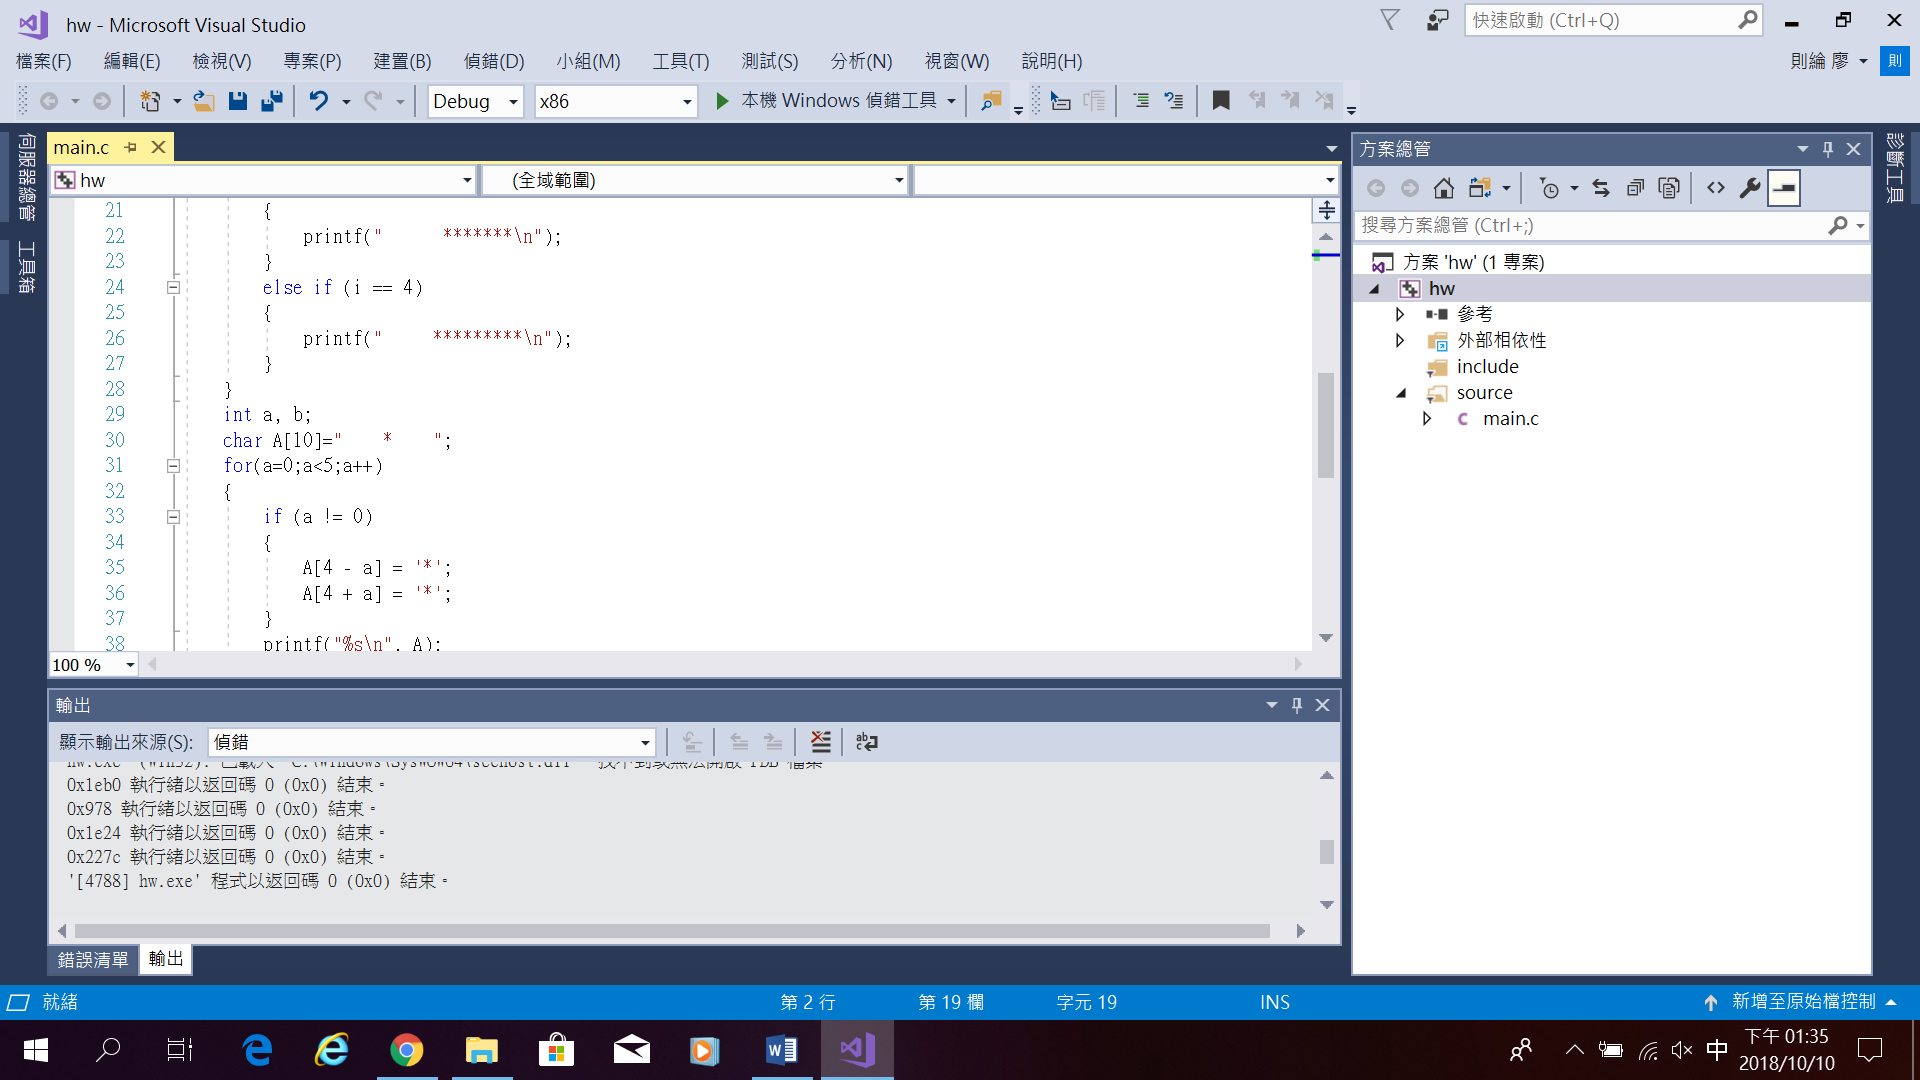 hw - Microsoft Visual Studio
快速啟動 (Ctrl+Q)
檔案(F) 編輯(E) 檢視(V) 專案(P) 建置(B) 偵錯(D) 小組(M) 工具(T) 測試(S) 分析(N) 視窗(W) 說明(H)
則綸 廖 則
Debug x86 本機 Windows 偵錯工具
伺服器總管
工具箱
main.c
hw (全域範圍)
21 {
22 printf("      *******\n");
23 }
24 else if (i == 4)
25 {
26 printf("     *********\n");
27 }
28 }
29 int a, b;
30 char A[10]="    *    ";
31 for(a=0;a<5;a++)
32 {
33 if (a != 0)
34 {
35 A[4 - a] = '*';
36 A[4 + a] = '*';
37 }
38 printf("%s\n", A);
100 %
輸出
顯示輸出來源(S): 偵錯
0x1eb0 執行緒以返回碼 0 (0x0) 結束。
0x978 執行緒以返回碼 0 (0x0) 結束。
0x1e24 執行緒以返回碼 0 (0x0) 結束。
0x227c 執行緒以返回碼 0 (0x0) 結束。
'[4788] hw.exe' 程式以返回碼 0 (0x0) 結束。
錯誤清單 輸出
方案總管
搜尋方案總管 (Ctrl+;)
方案 'hw' (1 專案)
hw
參考
外部相依性
include
source
main.c
診斷工具
就緒 第 2 行 第 19 欄 字元 19 INS 新增至原始檔控制
中
下午 01:35
2018/10/10